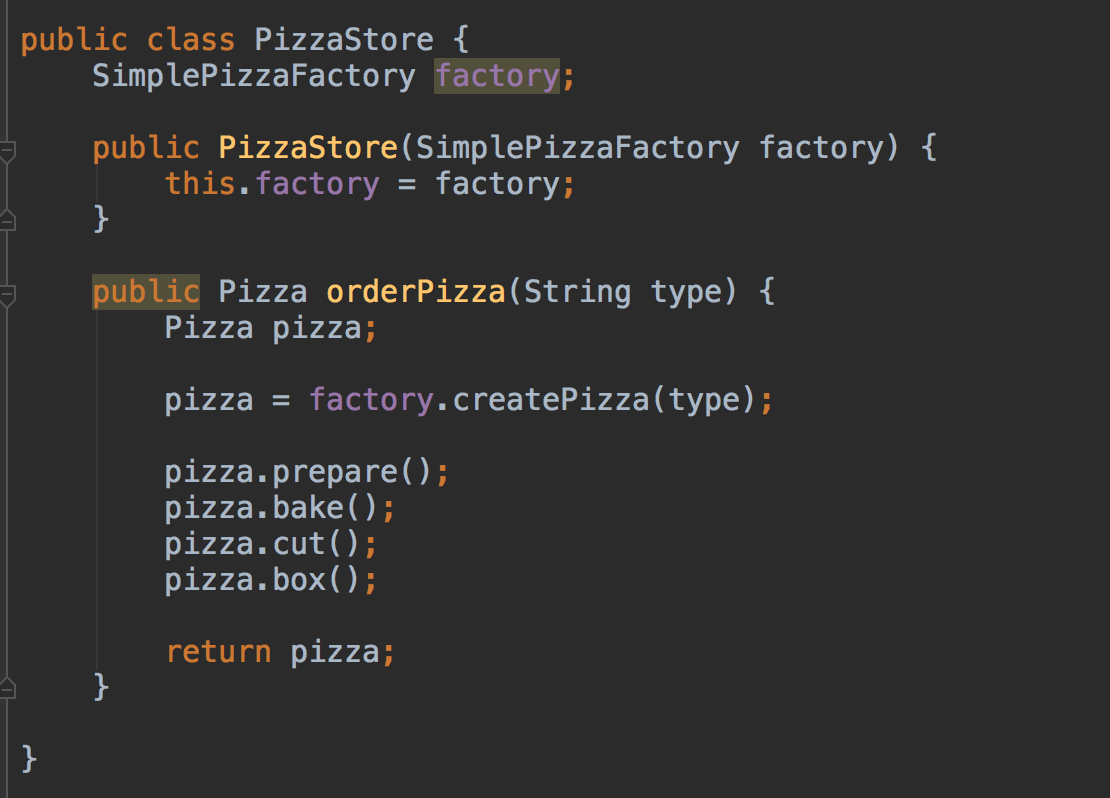 public class PizzaStore {
    SimplePizzaFactory factory;
    public PizzaStore(SimplePizzaFactory factory) {
        this.factory = factory;
    }
    public Pizza orderPizza(String type) {
        Pizza pizza;
        pizza = factory.createPizza(type);
        pizza.prepare();
        pizza.bake();
        pizza.cut();
        pizza.box();
        return pizza;
    }
}